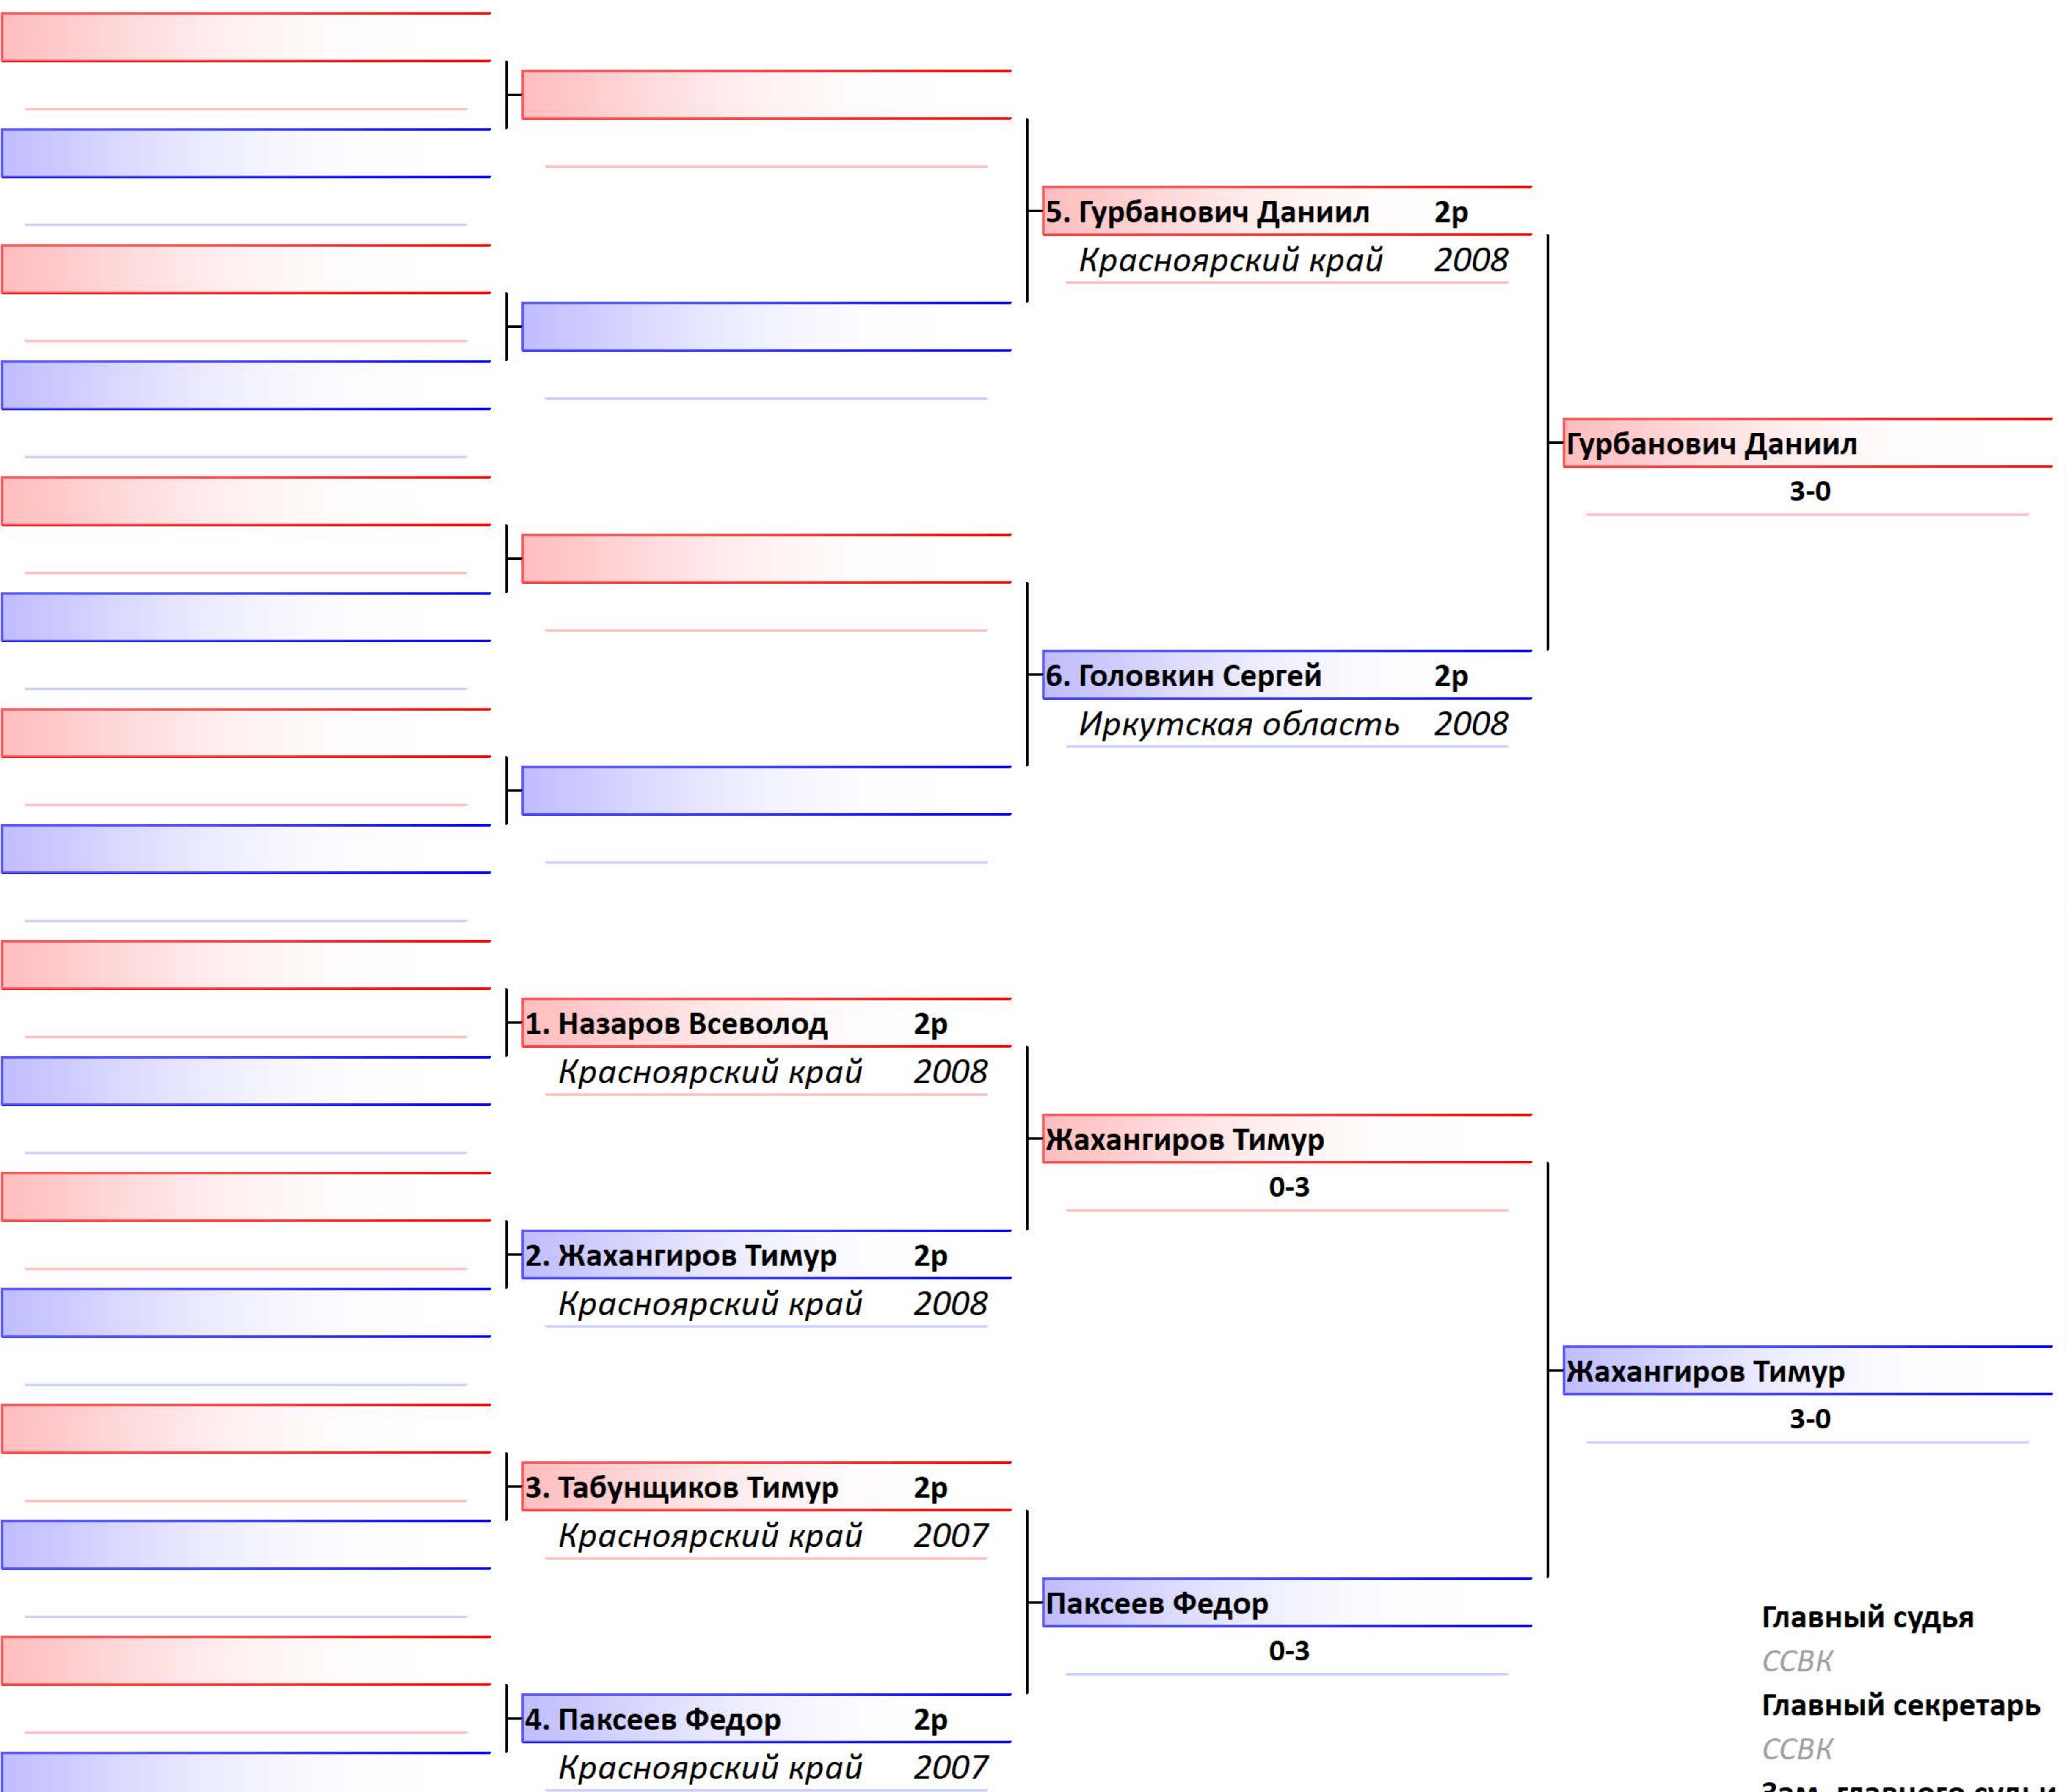 5. Гурбанович Даниил 2р
Красноярский край 2008
Гурбанович Даниил
3-0
6. Головкин Сергей 2р
Иркутская область 2008
1. Назаров Всеволод 2р
Красноярский край 2008
Жахангиров Тимур
0-3
2. Жахангиров Тимур 2р
Красноярский край 2008
Жахангиров Тимур
3-0
3. Табунщиков Тимур 2р
Красноярский край 2007
Паксеев Федор
0-3
4. Паксеев Федор 2р
Красноярский край 2007
Главный судья
ССВК
Главный секретарь
ССВК
Зам. главного судьи